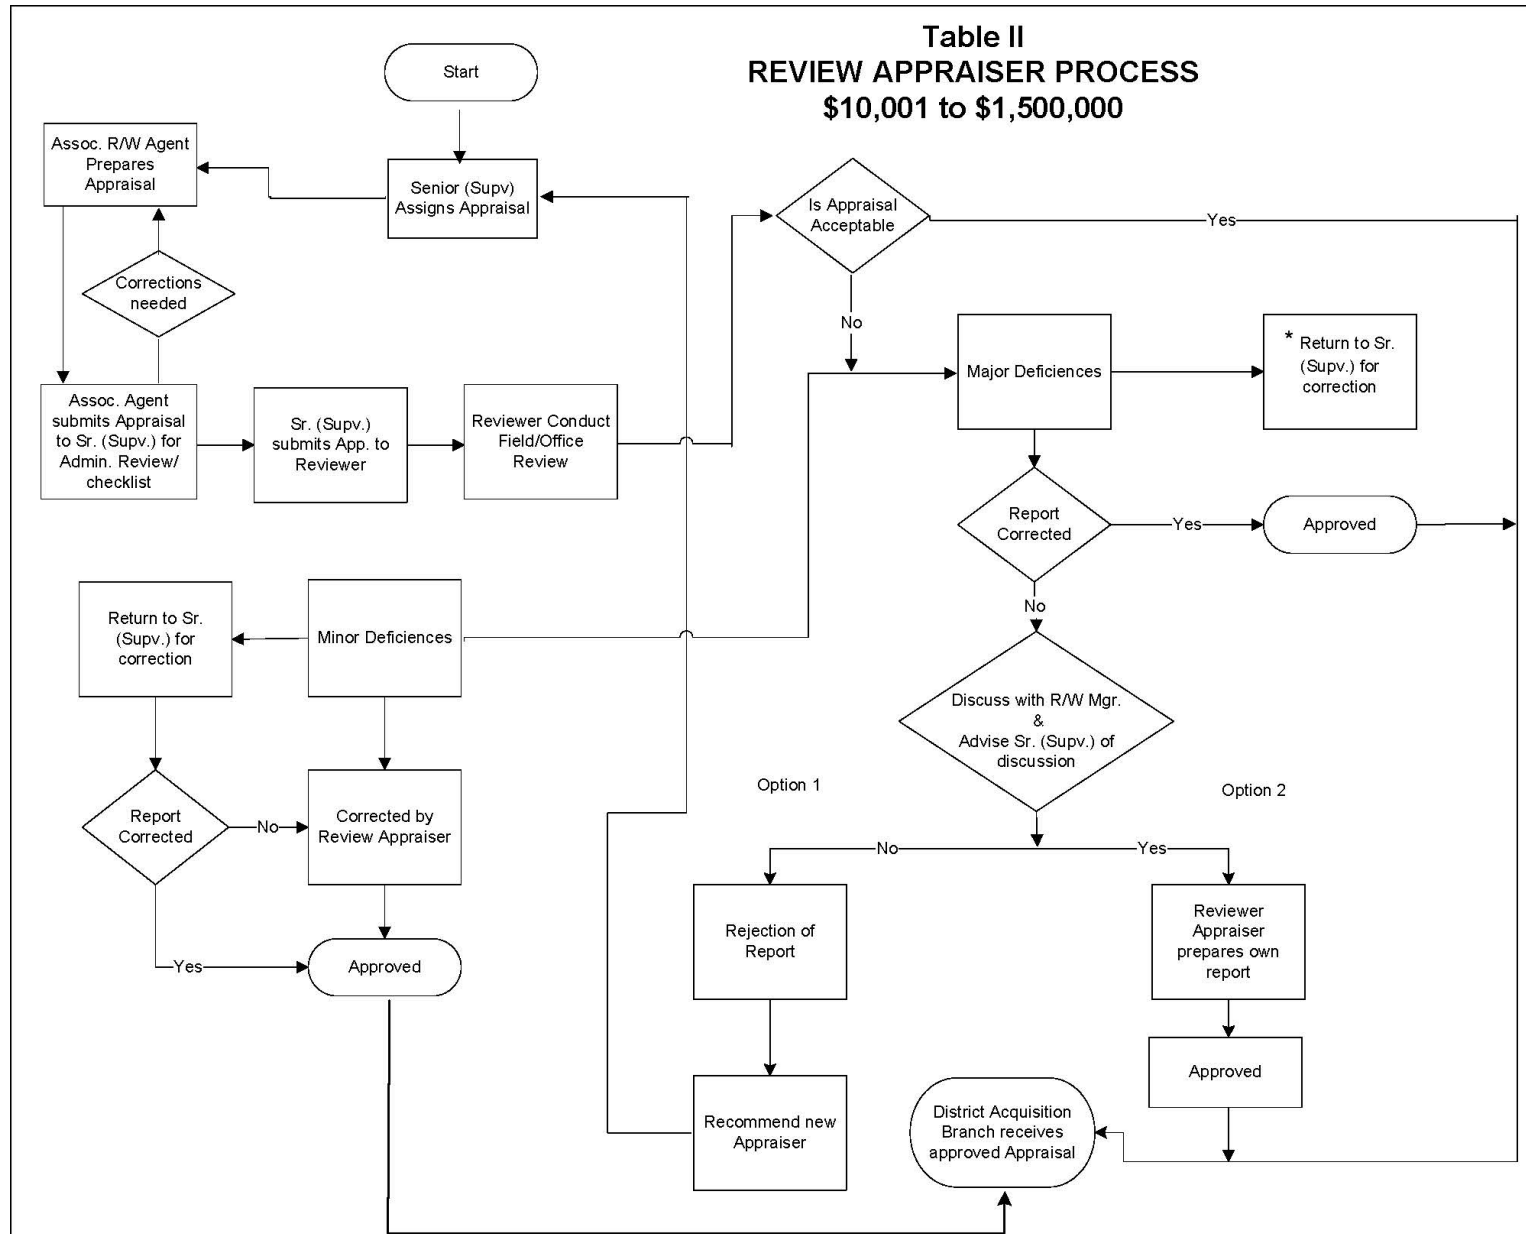 Table II
REVIEW APPRAISER PROCESS
$10,001 to $1,500,000
Start
Assoc. R/W Agent
Prepares
Appraisal
Senior (Supv)
Assigns Appraisal
Is Appraisal
Acceptable
Yes
Corrections
needed
No
Major Deficiences
* Return to Sr.
(Supv.) for
correction
Assoc. Agent
submits Appraisal
to Sr. (Supv.) for
Admin. Review/
checklist
Sr. (Supv.)
submits App. to
Reviewer
Reviewer Conduct
Field/Office
Review
Report
Corrected
Yes
Approved
No
Return to Sr.
(Supv.) for
correction
Minor Deficiences
Discuss with R/W Mgr.
&
Advise Sr. (Supv.) of
discussion
Option 1
Option 2
Report
Corrected
No
Corrected by
Review Appraiser
No
Yes
Rejection of
Report
Reviewer
Appraiser
prepares own
report
Yes
Approved
Approved
Recommend new
Appraiser
District Acquisition
Branch receives
approved Appraisal